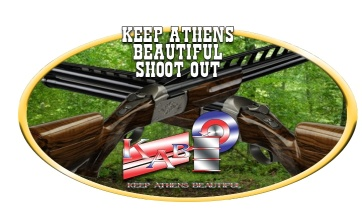 KEEP ATHENS
BEAUTIFUL
SHOOT OUT
KAB
KEEP ATHENS BEAUTIFUL